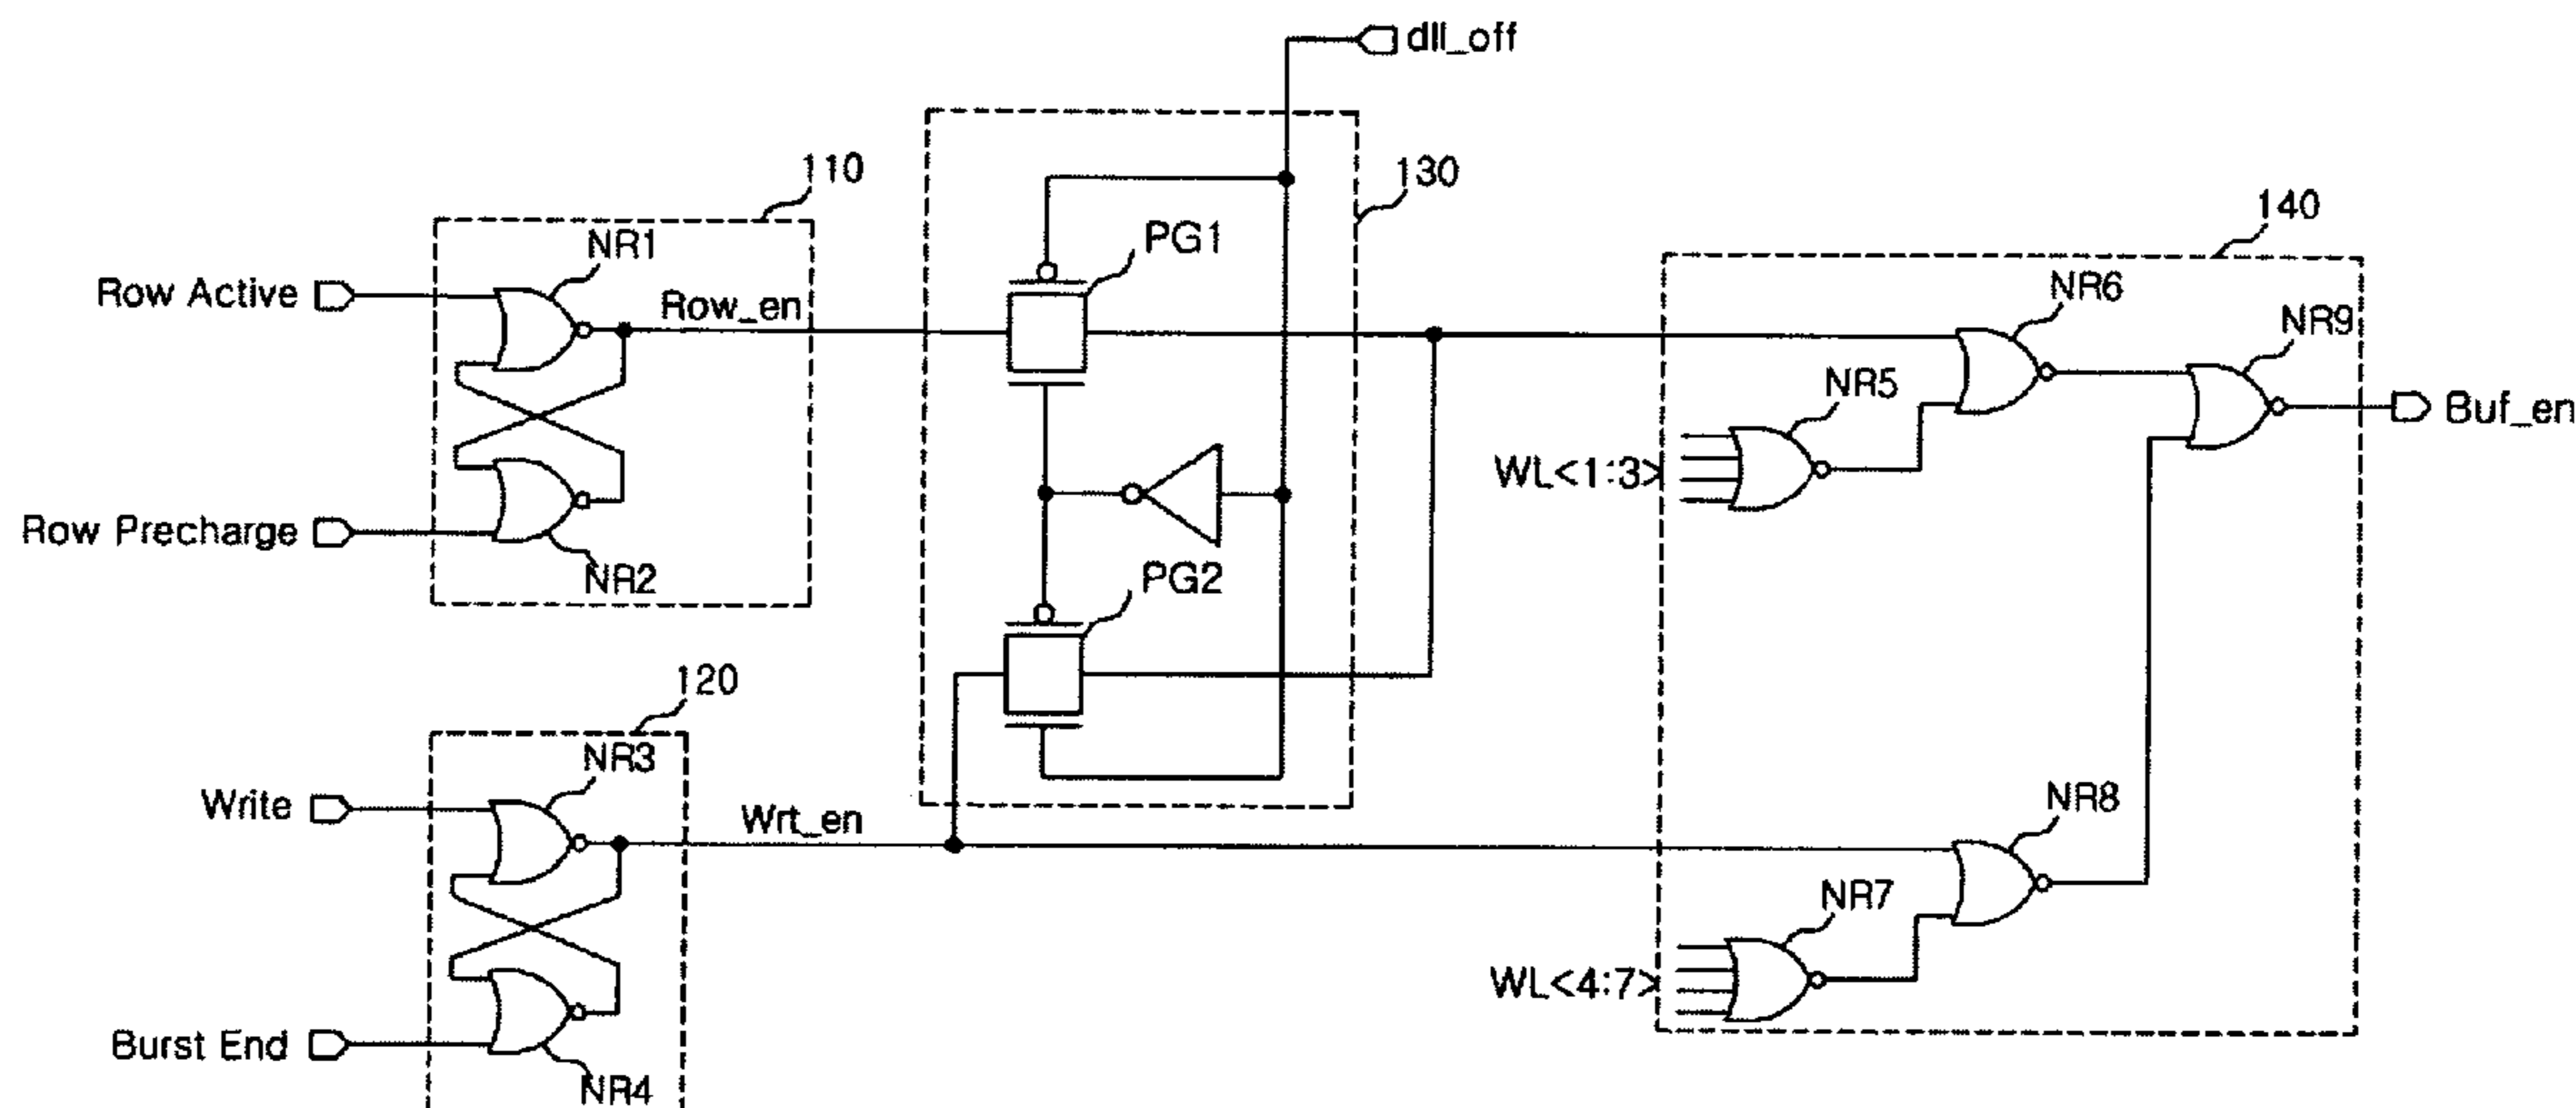 dll_off
110
130
140
NR1
PG1
NR6
Row Active
Row_en
NR9
NR5
Buf_en
WL<1:3>
Row Precharge
NR2
PG2
120
NR3
Write
Wrt_en
NR8
NR7
WL<4:7>
Burst End
NR4